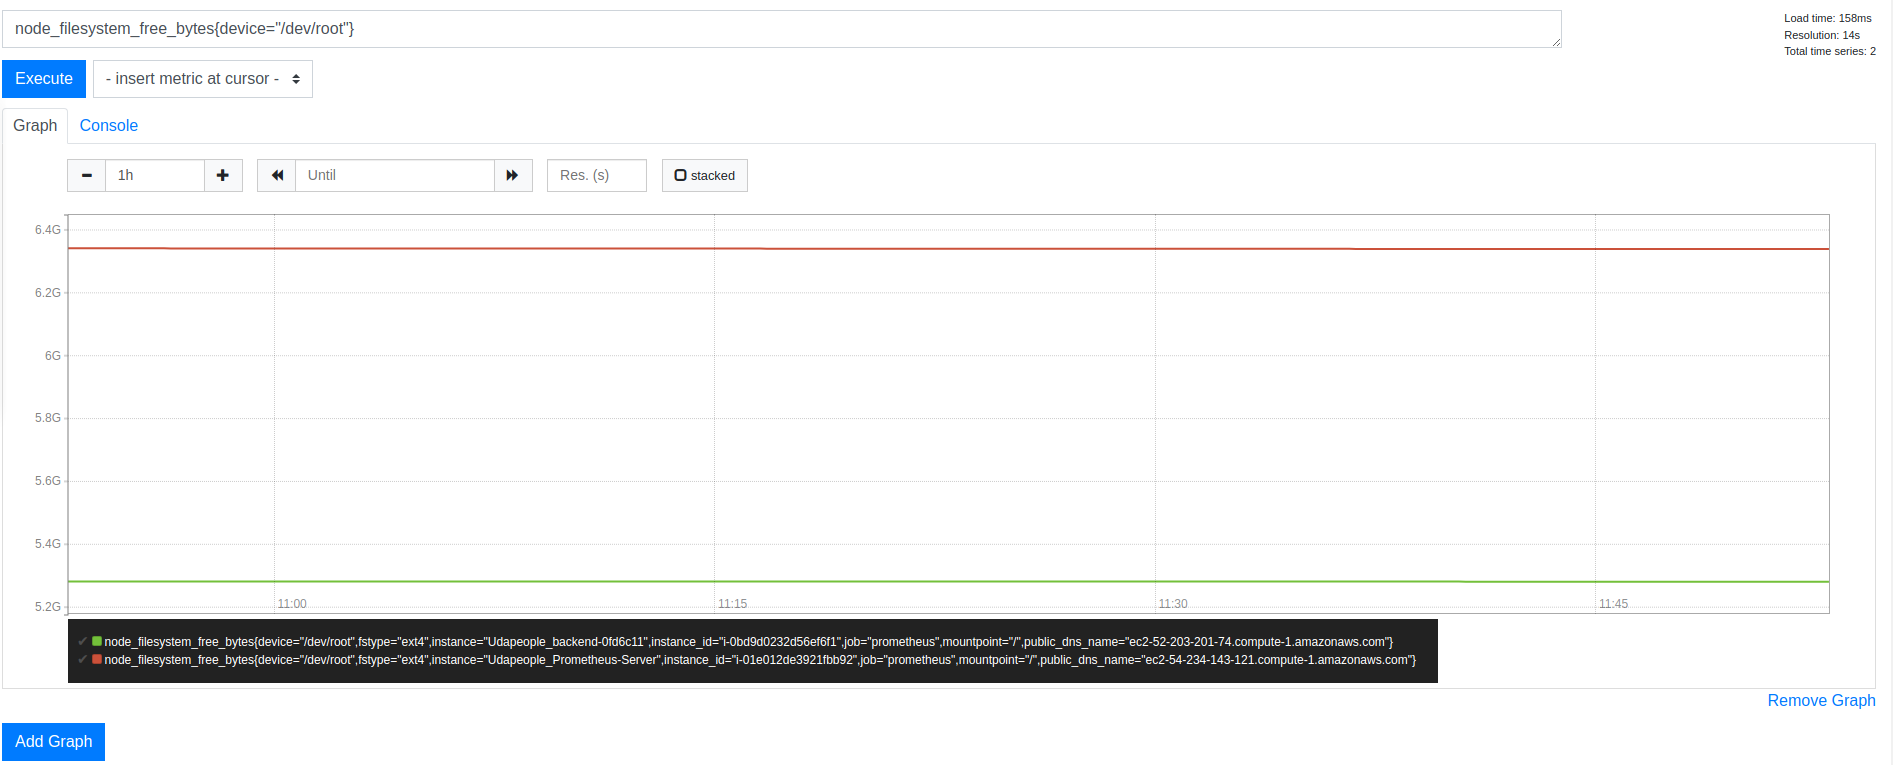 node_filesystem_free_bytes{device="/dev/root"}
Load time: 158ms
Resolution: 14s
Total time series: 2
Execute
- insert metric at cursor -
Graph
Console
1h
Until
Res. (s)
stacked
6.4G
6.2G
6G
5.8G
5.6G
5.4G
5.2G
11:00
11:15
11:30
11:45
node_filesystem_free_bytes{device="/dev/root",fstype="ext4",instance="Udapeople_backend-0fd6c11",instance_id="i-0bd9d0232d56ef6f1",job="prometheus",mountpoint="/",public_dns_name="ec2-52-203-201-74.compute-1.amazonaws.com"}
node_filesystem_free_bytes{device="/dev/root",fstype="ext4",instance="Udapeople_Prometheus-Server",instance_id="i-01e012de3921fbb92",job="prometheus",mountpoint="/",public_dns_name="ec2-54-234-143-121.compute-1.amazonaws.com"}
Remove Graph
Add Graph